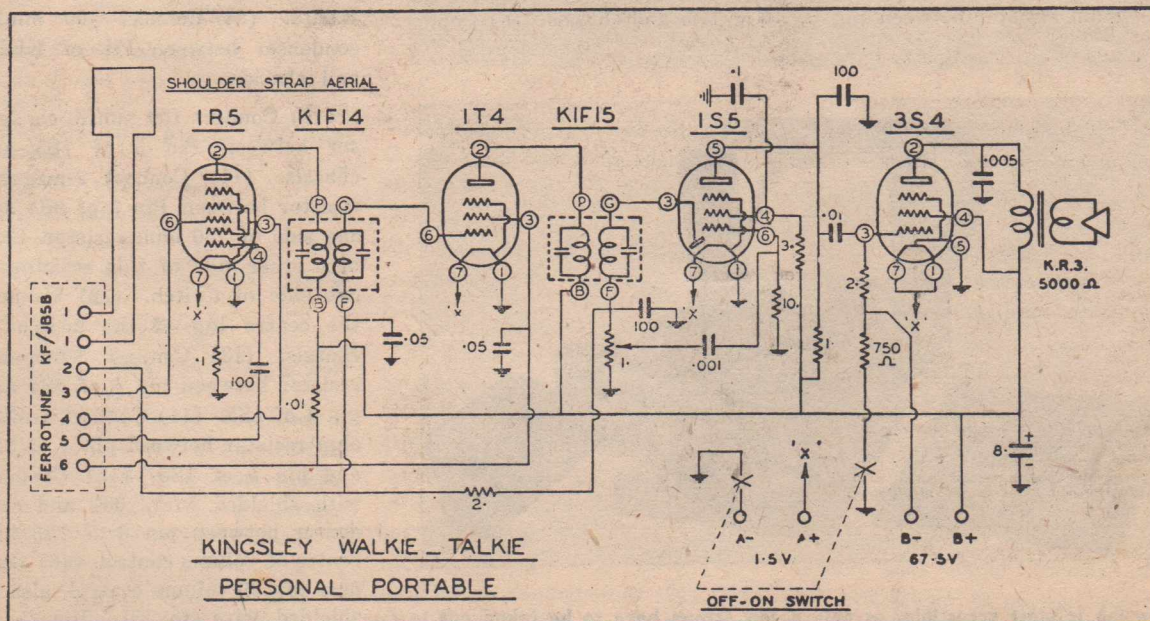 SHOULDER STRAP AERIAL
1R5
KIF14
1T4
KIF15
1S5
3S4
·1
100
·005
2
P
G
2
P
G
5
2
6
3
4
6
3
3
4
6
·01
3
4
5
7
1
7
1
7
1
7
1
X
X
X
X
B
F
B
F
K.R.3.
5000 Ω
3·
10·
2·
1·
750
Ω
100
·001
1·
·05
·05
·1
100
·01
2·
8·
+
-
FERROTUNE KF/JB5B
1
1
2
3
4
5
6
'X'
A-
A+
B-
B+
1·5V
67·5V
KINGSLEY WALKIE-TALKIE
PERSONAL PORTABLE
OFF-ON SWITCH